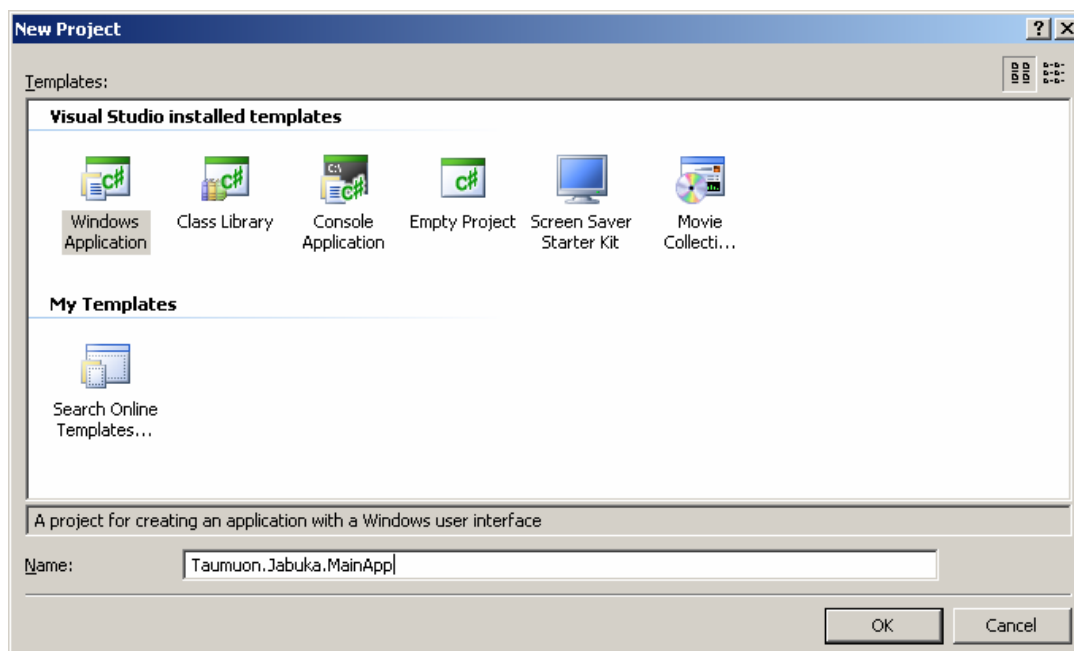 New Project
Templates:
Visual Studio installed templates
Windows Application
Class Library
Console Application
Empty Project
Screen Saver Starter Kit
Movie Collecti...
My Templates
Search Online Templates...
A project for creating an application with a Windows user interface
Name:
Taumuon.Jabuka.MainApp
OK
Cancel